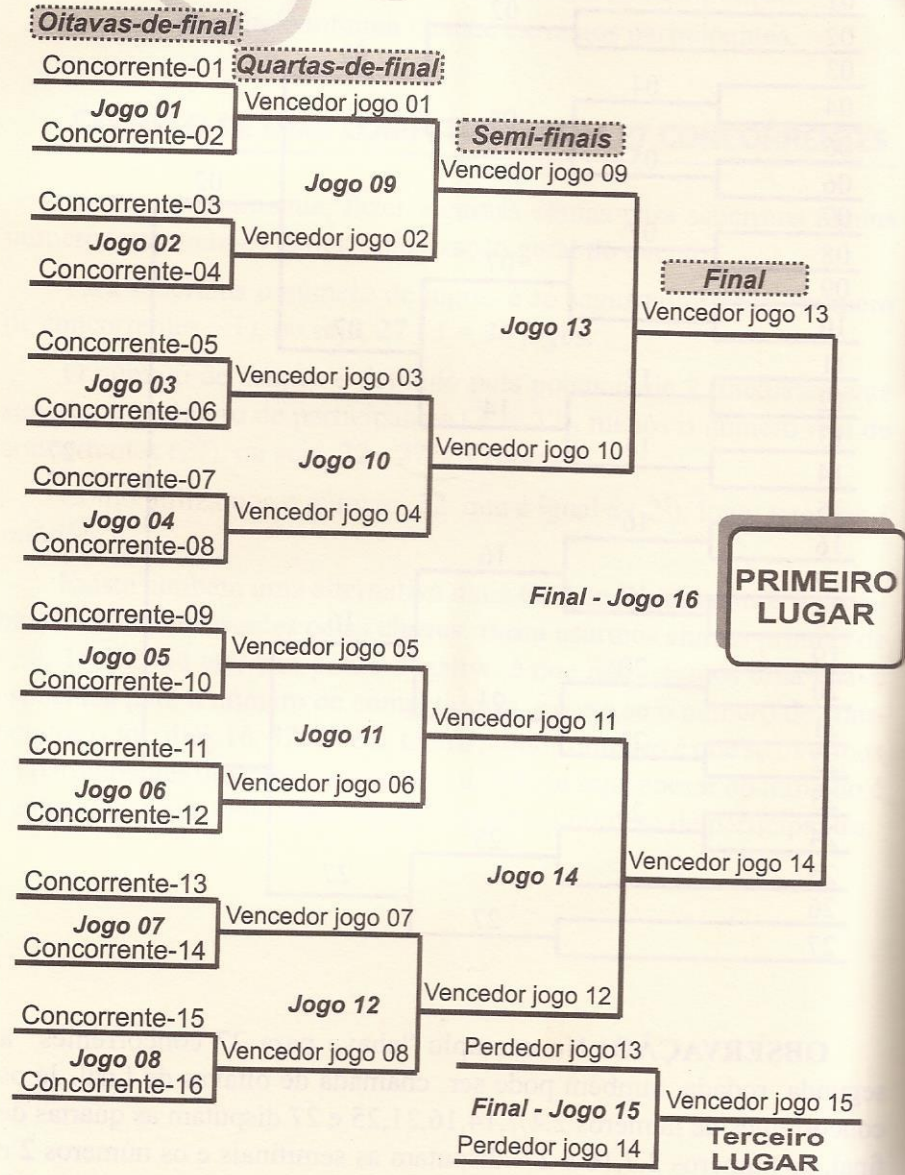 Oitavas-de-final
Concorrente-01
Quartas-de-final
Jogo 01
Vencedor jogo 01
Concorrente-02
Semi-finais
Jogo 09
Vencedor jogo 09
Concorrente-03
Jogo 02
Vencedor jogo 02
Concorrente-04
Final
Jogo 13
Vencedor jogo 13
Concorrente-05
Jogo 03
Vencedor jogo 03
Concorrente-06
Jogo 10
Vencedor jogo 10
Concorrente-07
Jogo 04
Vencedor jogo 04
Concorrente-08
Final - Jogo 16
PRIMEIRO
LUGAR
Concorrente-09
Jogo 05
Vencedor jogo 05
Concorrente-10
Jogo 11
Vencedor jogo 11
Concorrente-11
Jogo 06
Vencedor jogo 06
Concorrente-12
Jogo 14
Vencedor jogo 14
Concorrente-13
Jogo 07
Vencedor jogo 07
Concorrente-14
Jogo 12
Vencedor jogo 12
Concorrente-15
Jogo 08
Vencedor jogo 08
Concorrente-16
Perdedor jogo13
Final - Jogo 15
Vencedor jogo 15
Perdedor jogo 14
Terceiro
LUGAR